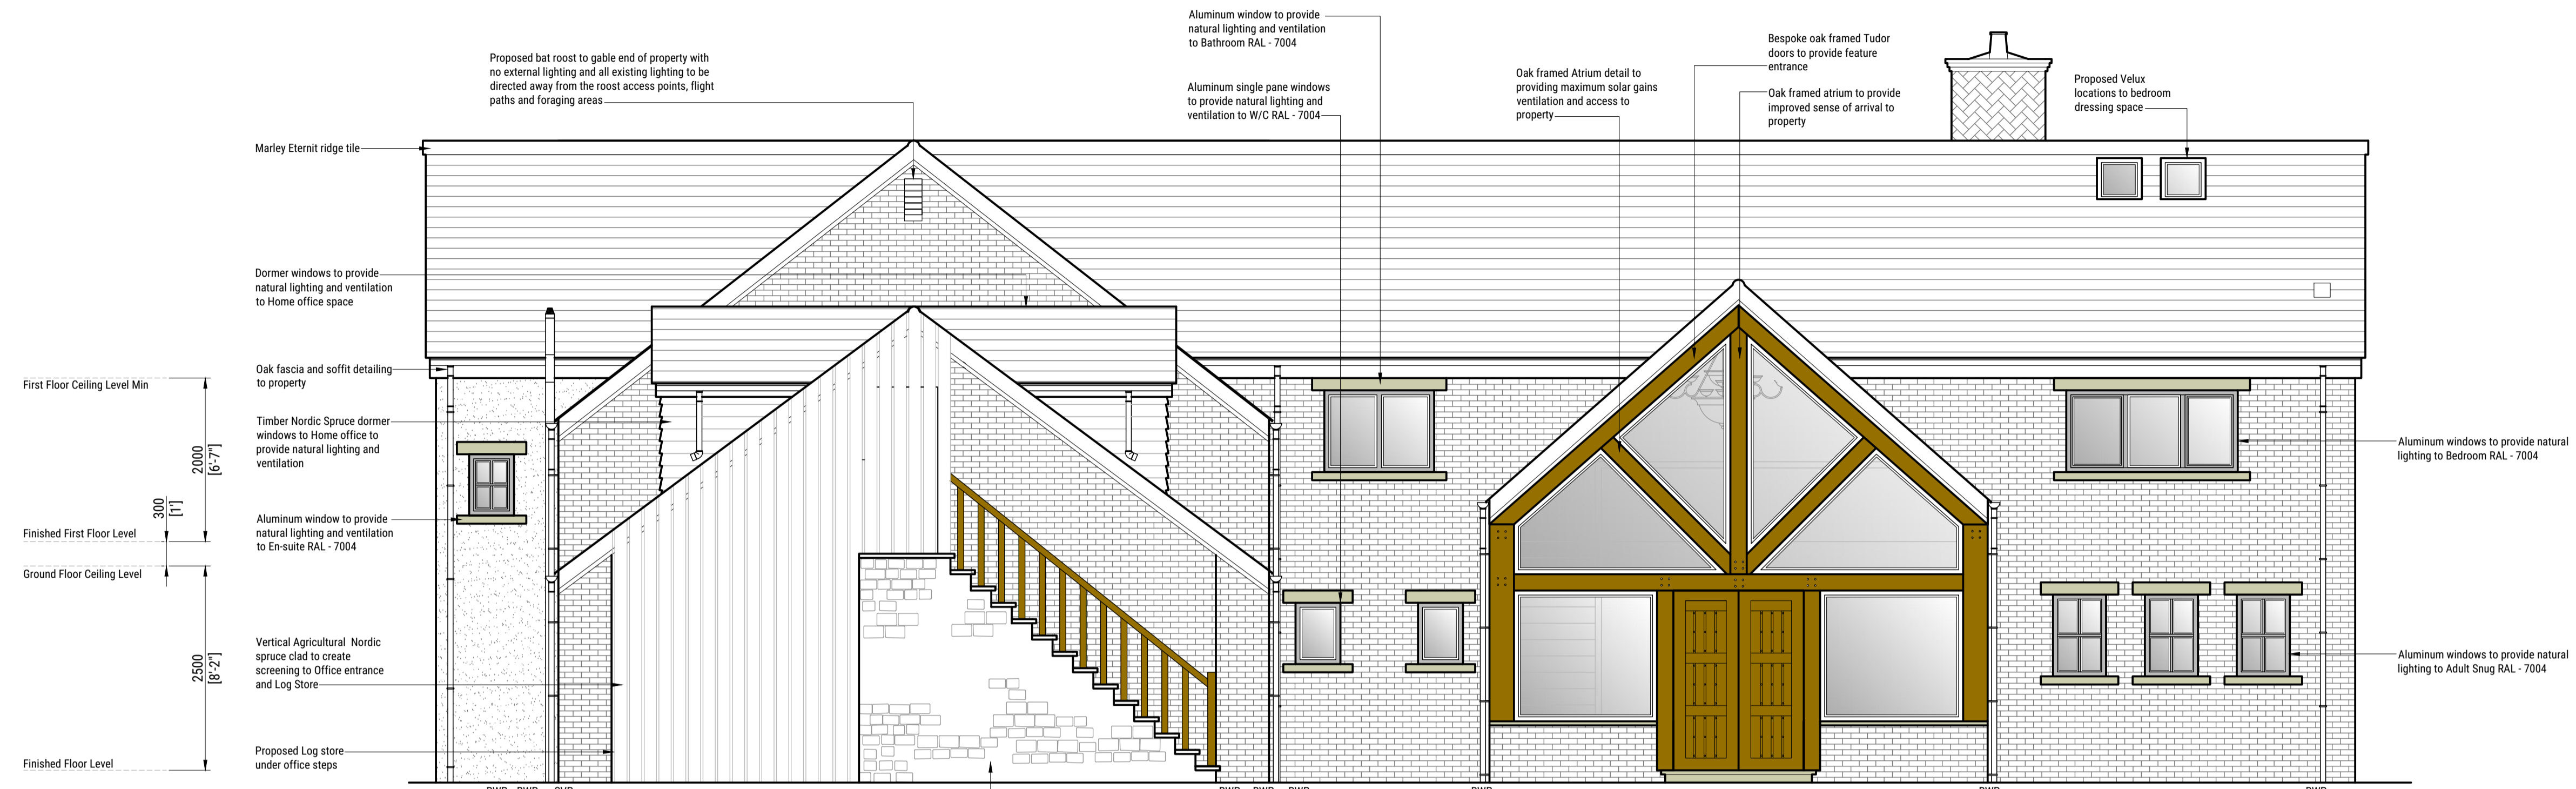 Aluminum window to provide
natural lighting and ventilation
to Bathroom RAL - 7004
Proposed bat roost to gable end of property with
no external lighting and all existing lighting to be
directed away from the roost access points, flight
paths and foraging areas
Aluminum single pane windows
to provide natural lighting and
ventilation to W/C RAL - 7004
Oak framed Atrium detail to
providing maximum solar gains
ventilation and access to
property
Bespoke oak framed Tudor
doors to provide feature
entrance
Oak framed atrium to provide
improved sense of arrival to
property
Proposed Velux
locations to bedroom
dressing space
Marley Eternit ridge tile
Dormer windows to provide
natural lighting and ventilation
to Home office space
Oak fascia and soffit detailing
to property
First Floor Ceiling Level Min
Timber Nordic Spruce dormer
windows to Home office to
provide natural lighting and
ventilation
2000
[6'-7"]
300
[1']
Aluminum window to provide
natural lighting and ventilation
to En-suite RAL - 7004
Finished First Floor Level
Ground Floor Ceiling Level
Vertical Agricultural Nordic
spruce clad to create
screening to Office entrance
and Log Store
2500
[8'-2"]
Proposed Log store
under office steps
Finished Floor Level
Aluminum windows to provide natural
lighting to Bedroom RAL - 7004
Aluminum windows to provide natural
lighting to Adult Snug RAL - 7004